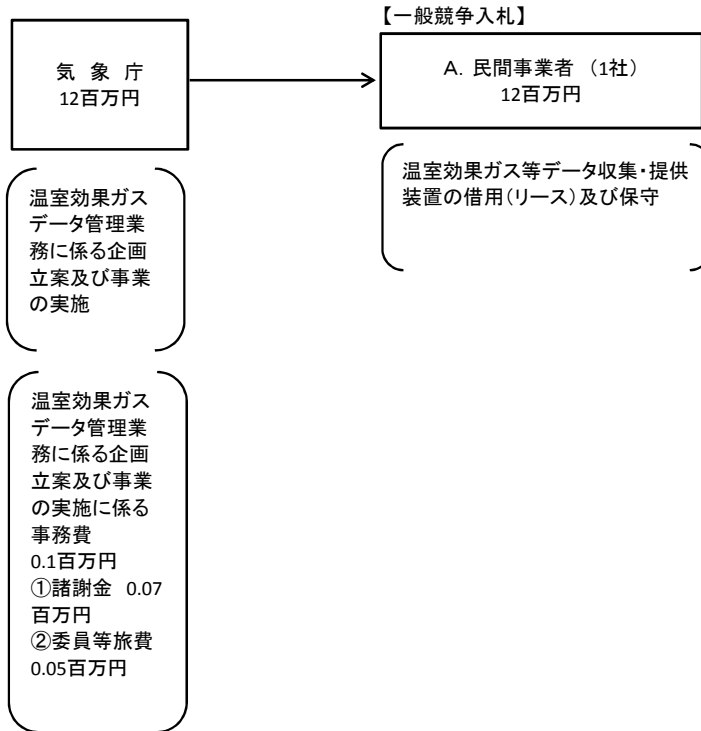 【一般競争入札】
気 象 庁
12百万円
A. 民間事業者 （1社）
12百万円
温室効果ガス等データ収集・提供
装置の借用（リース）及び保守
温室効果ガス
データ管理業
務に係る企画
立案及び事業
の実施
温室効果ガス
データ管理業
務に係る企画
立案及び事業
の実施に係る
事務費
0.1百万円
①諸謝金 0.07
百万円
②委員等旅費
0.05百万円